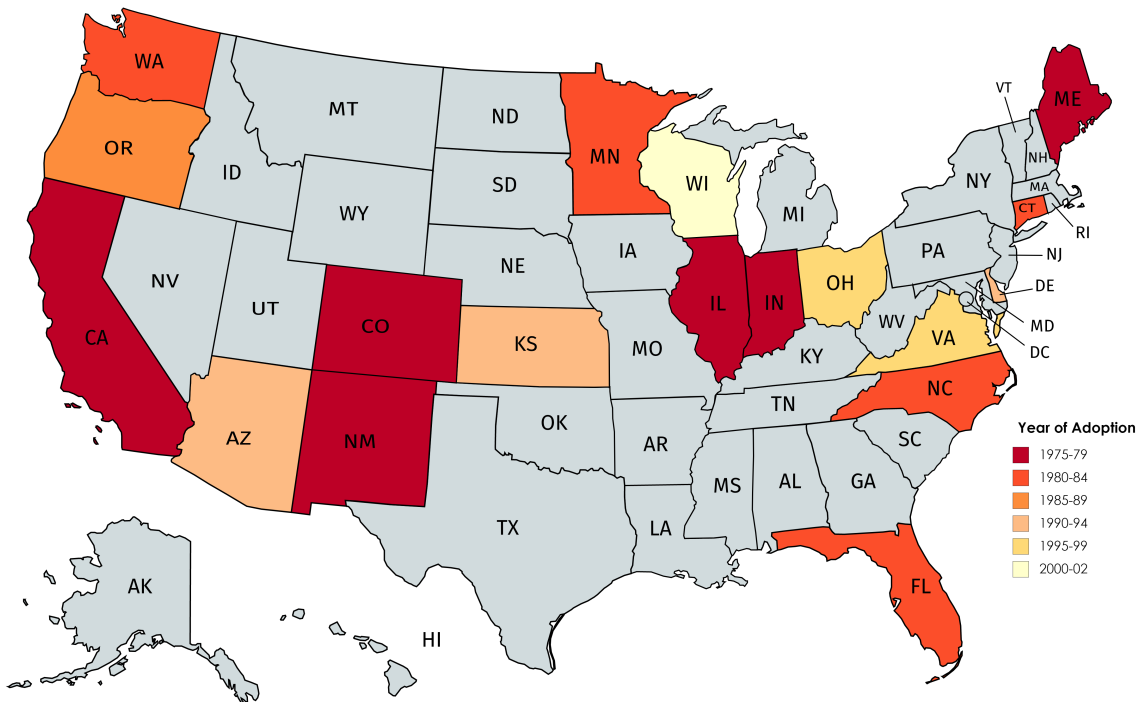 WA
MT
ND
MN
VT
ME
OR
ID
SD
WI
NH
NY
MA
WY
MI
CT
RI
IA
PA
NJ
NV
NE
OH
DE
UT
IL
IN
CA
CO
KS
MO
WV
VA
MD
KY
DC
NC
TN
AZ
NM
OK
AR
SC
MS
AL
GA
TX
LA
FL
AK
HI
Year of Adoption
1975-79
1980-84
1985-89
1990-94
1995-99
2000-02